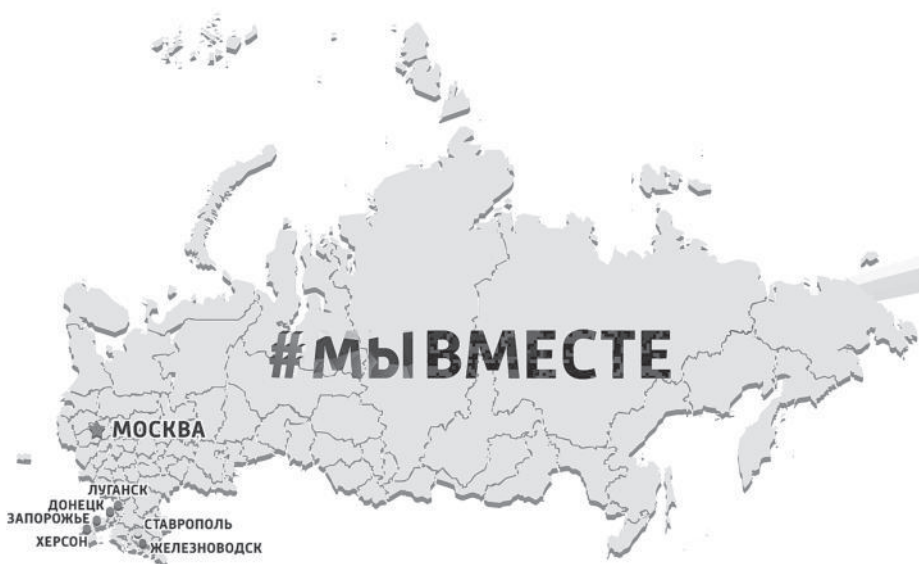 #МЫВМЕСТЕ
МОСКВА
ЛУГАНСК
ДОНЕЦК
ЗАПОРОЖЬЕ
СТАВРОПОЛЬ
ХЕРСОН
ЖЕЛЕЗНОВОДСК